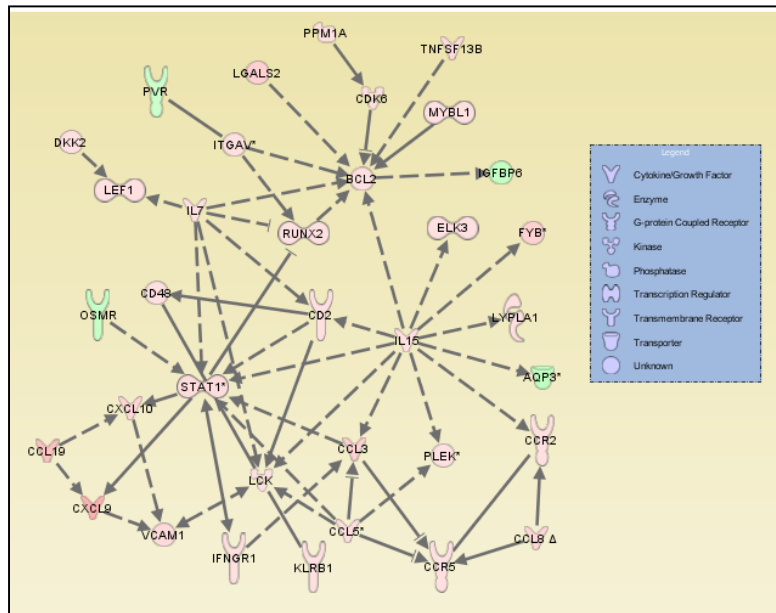 PPM1A
TNFSF13B
LGALS2
PVR
CDK6
MYBL1
DKK2
ITGAV*
BCL2
IGFBP6
LEF1
IL7
RUNX2
ELK3
FYB*
CD48
OSMR
CD2
LYPLA1
IL15
STAT1*
AQP3*
CXCL10
CCR2
CCL19
CCL3
PLEK*
LCK
CXCL9
VCAM1
CCL5*
CCL8 Δ
IFNGR1
KLRB1
CCR5
Legend
Cytokine/Growth Factor
Enzyme
G-protein Coupled Receptor
Kinase
Phosphatase
Transcription Regulator
Transmembrane Receptor
Transporter
Unknown